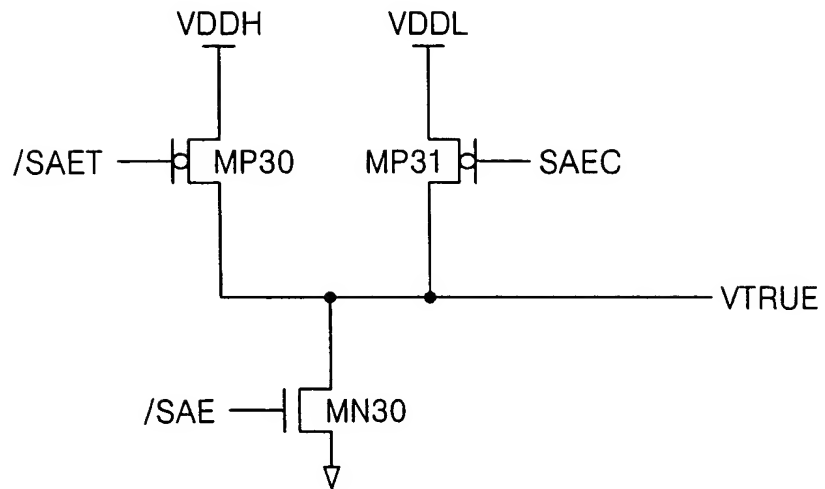 VDDH VDDL
/SAET MP30 MP31 SAEC
VTRUE
/SAE MN30